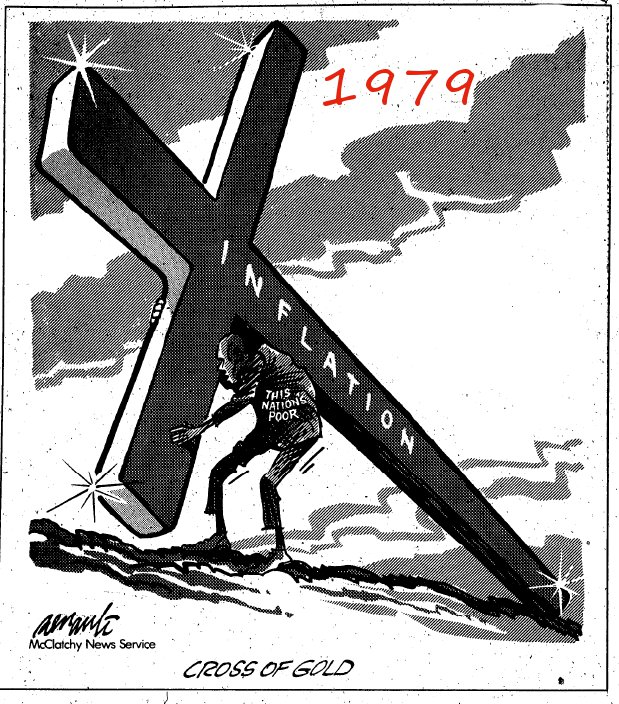 1979
INFLATION
THIS
NATION'S
POOR
McClatchy News Service
CROSS OF GOLD